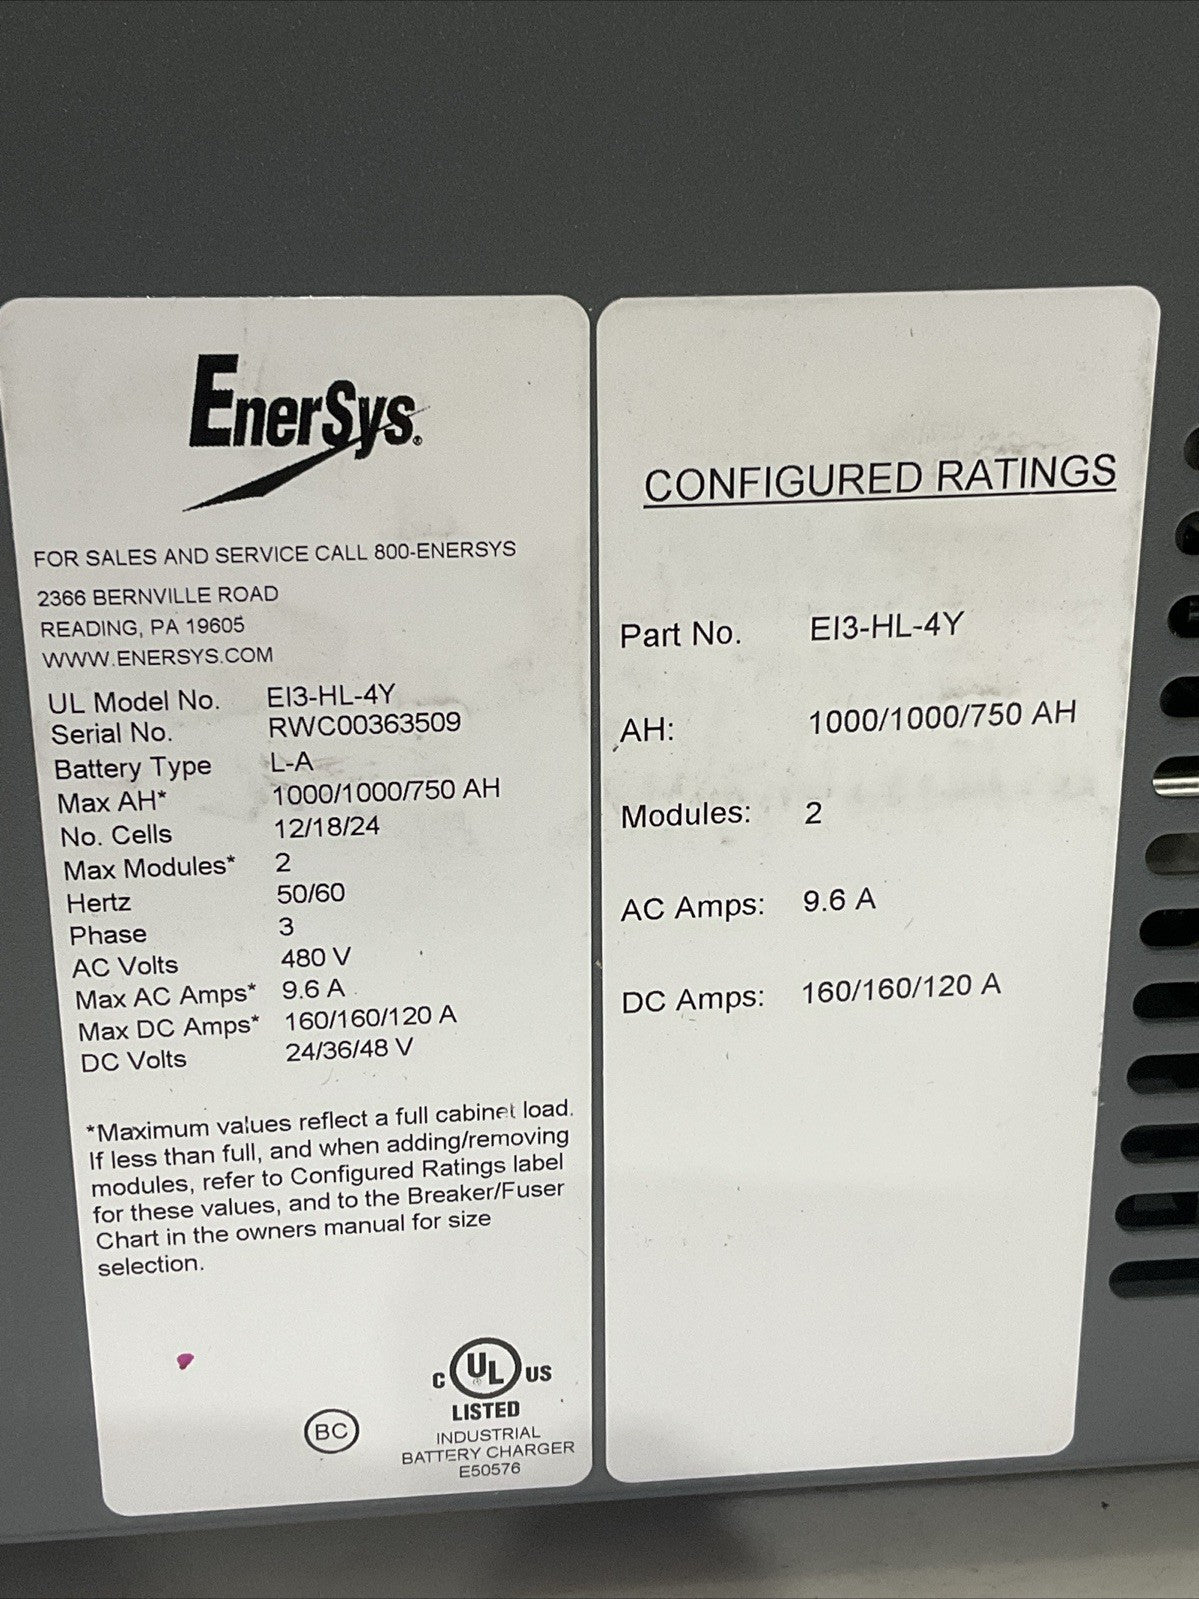 EnerSys®
FOR SALES AND SERVICE CALL 800-ENERSYS
2366 BERNVILLE ROAD
READING, PA 19605
WWW.ENERSYS.COM
UL Model No. EI3-HL-4Y
Serial No. RWC00363509
Battery Type L-A
Max AH* 1000/1000/750 AH
No. Cells 12/18/24
Max Modules* 2
Hertz 50/60
Phase 3
AC Volts 480 V
Max AC Amps* 9.6 A
Max DC Amps* 160/160/120 A
DC Volts 24/36/48 V
*Maximum values reflect a full cabinet load.
If less than full, and when adding/removing
modules, refer to Configured Ratings label
for these values, and to the Breaker/Fuser
Chart in the owners manual for size
selection.
BC
C UL US
LISTED
INDUSTRIAL
BATTERY CHARGER
E50576
CONFIGURED RATINGS
Part No. EI3-HL-4Y
AH: 1000/1000/750 AH
Modules: 2
AC Amps: 9.6 A
DC Amps: 160/160/120 A